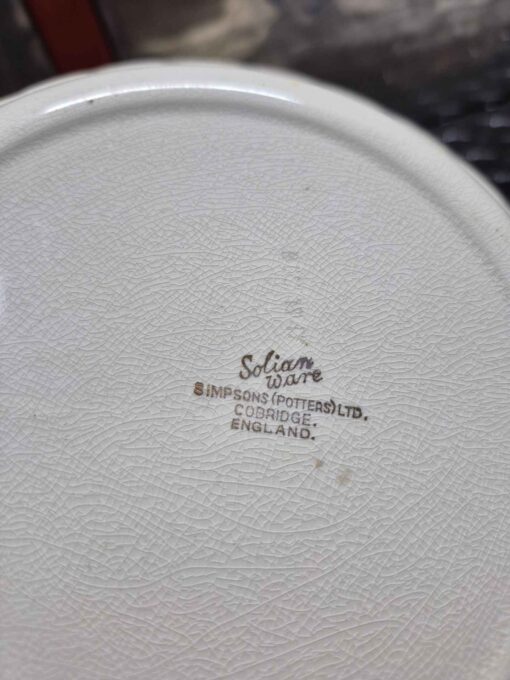 Solian
ware
SIMPSONS (POTTERS) LTD.
COBRIDGE.
ENGLAND.